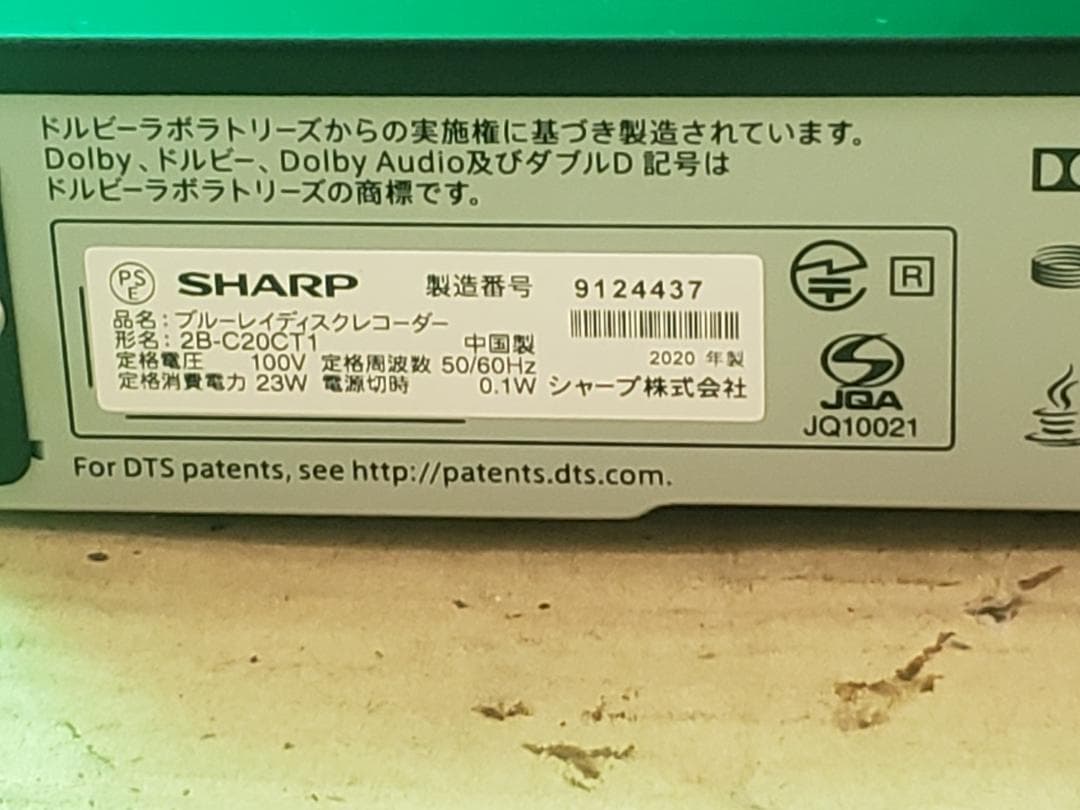 ドルビーラボラトリーズからの実施権に基づき製造されています。
Dolby、ドルビー、Dolby Audio及びダブルD 記号は
ドルビーラボラトリーズの商標です。
PSE SHARP 製造番号 9124437
品名:ブルーレイディスクレコーダー
形名:2B-C20CT1 中国製
定格電圧 100V 定格周波数 50/60Hz 2020 年製
定格消費電力 23W 電源切時 0.1W シャープ株式会社
R
JQA
JQ10021
For DTS patents, see http://patents.dts.com.